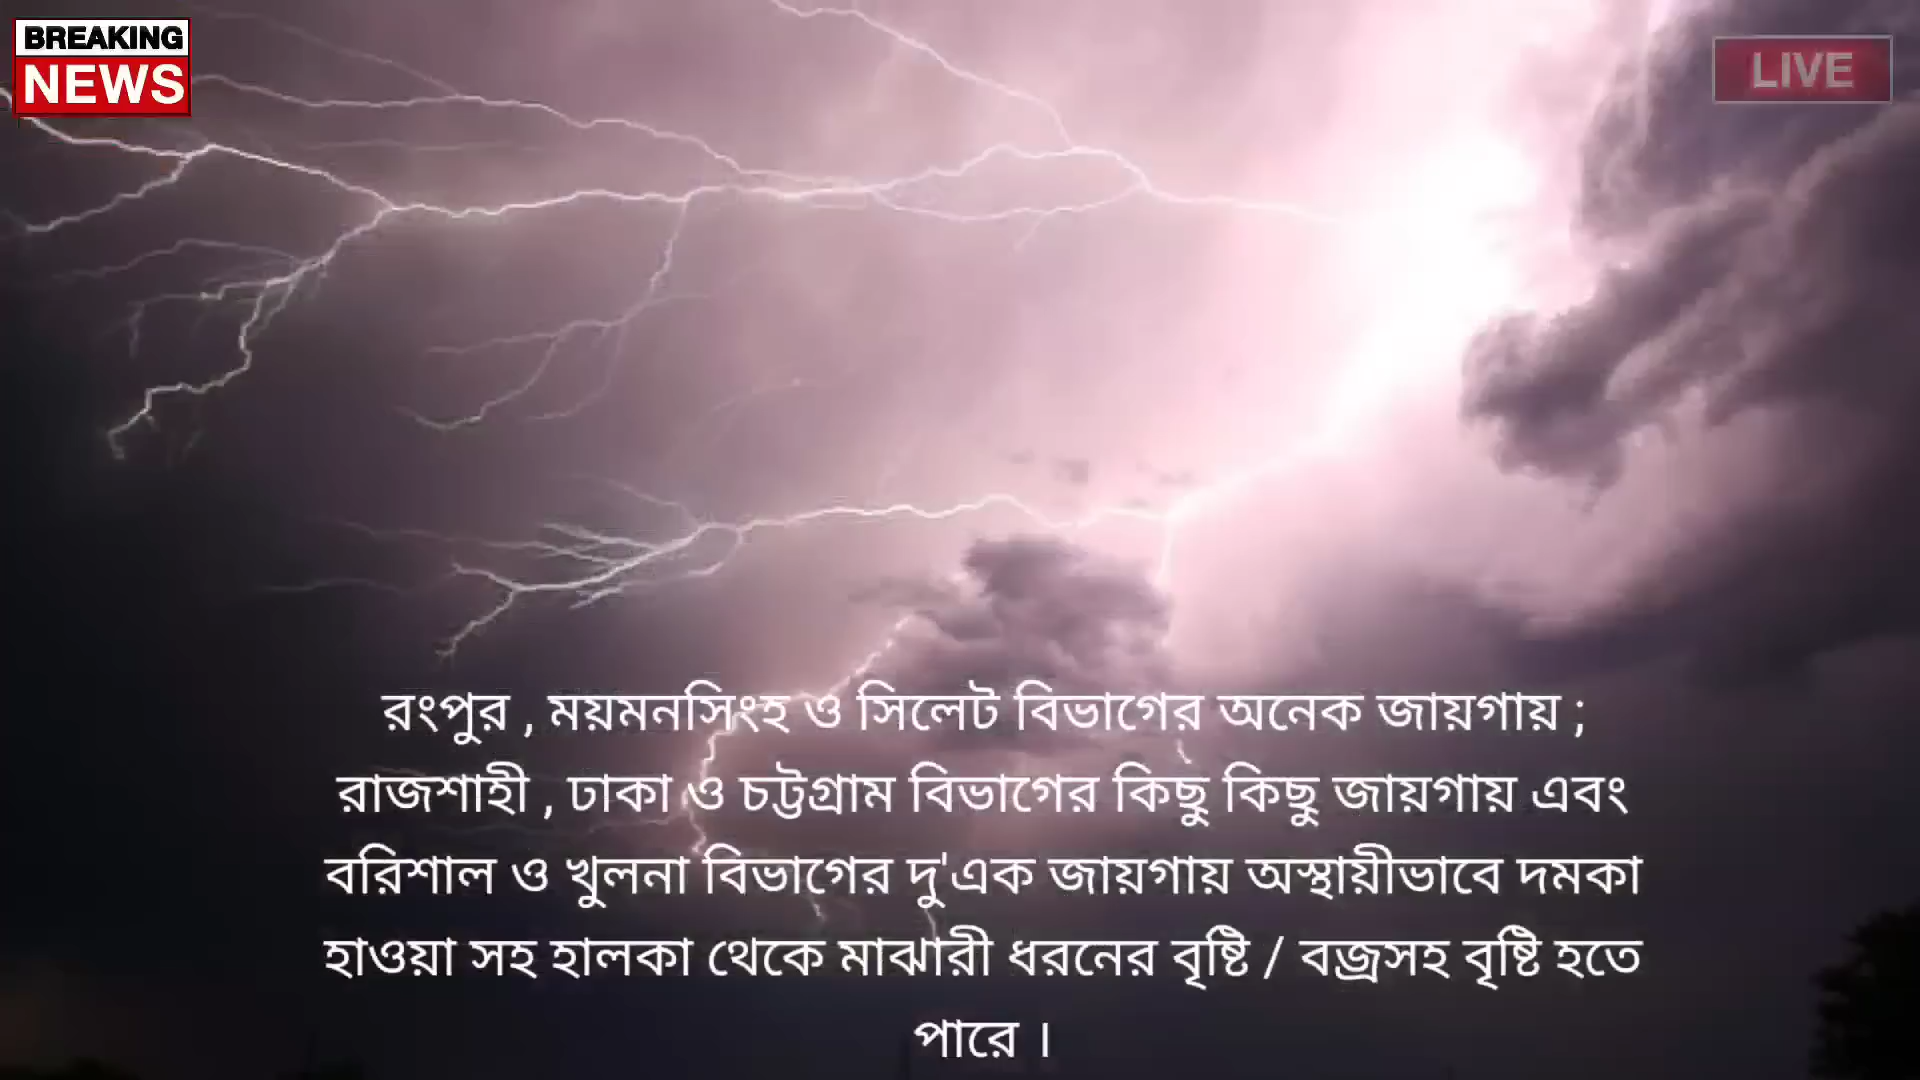 BREAKING
NEWS
LIVE
রংপুর , ময়মনসিংহ ও সিলেট বিভাগের অনেক জায়গায় ;
রাজশাহী , ঢাকা ও চট্টগ্রাম বিভাগের কিছু কিছু জায়গায় এবং
বরিশাল ও খুলনা বিভাগের দু'এক জায়গায় অস্থায়ীভাবে দমকা
হাওয়া সহ হালকা থেকে মাঝারী ধরনের বৃষ্টি / বজ্রসহ বৃষ্টি হতে
পারে ।